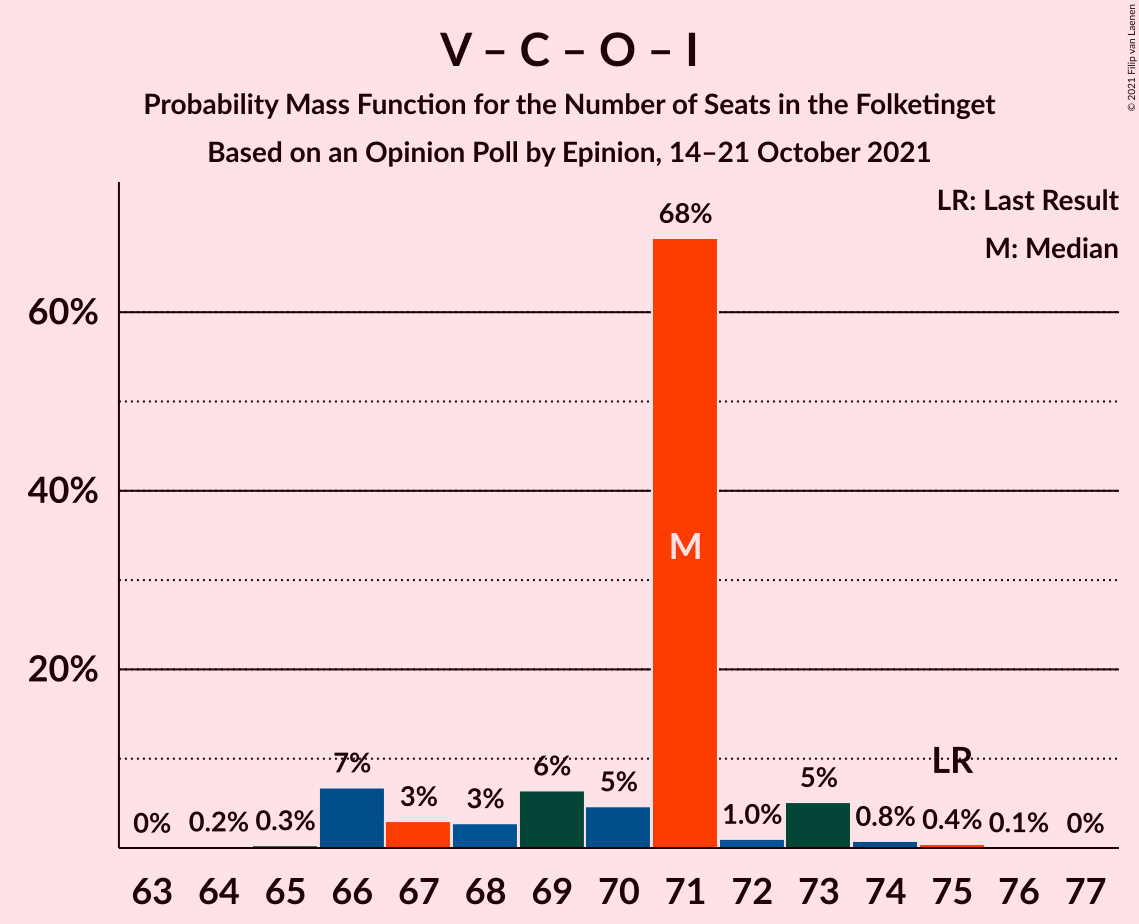 V – C – O – I
Probability Mass Function for the Number of Seats in the Folketinget
Based on an Opinion Poll by Epinion, 14–21 October 2021
© 2021 Filip van Laenen
LR: Last Result
M: Median
60%
40%
20%
0%
0.2%
0.3%
7%
3%
3%
6%
5%
68%
M
1.0%
5%
0.8%
LR
0.4%
0.1%
0%
63 64 65 66 67 68 69 70 71 72 73 74 75 76 77